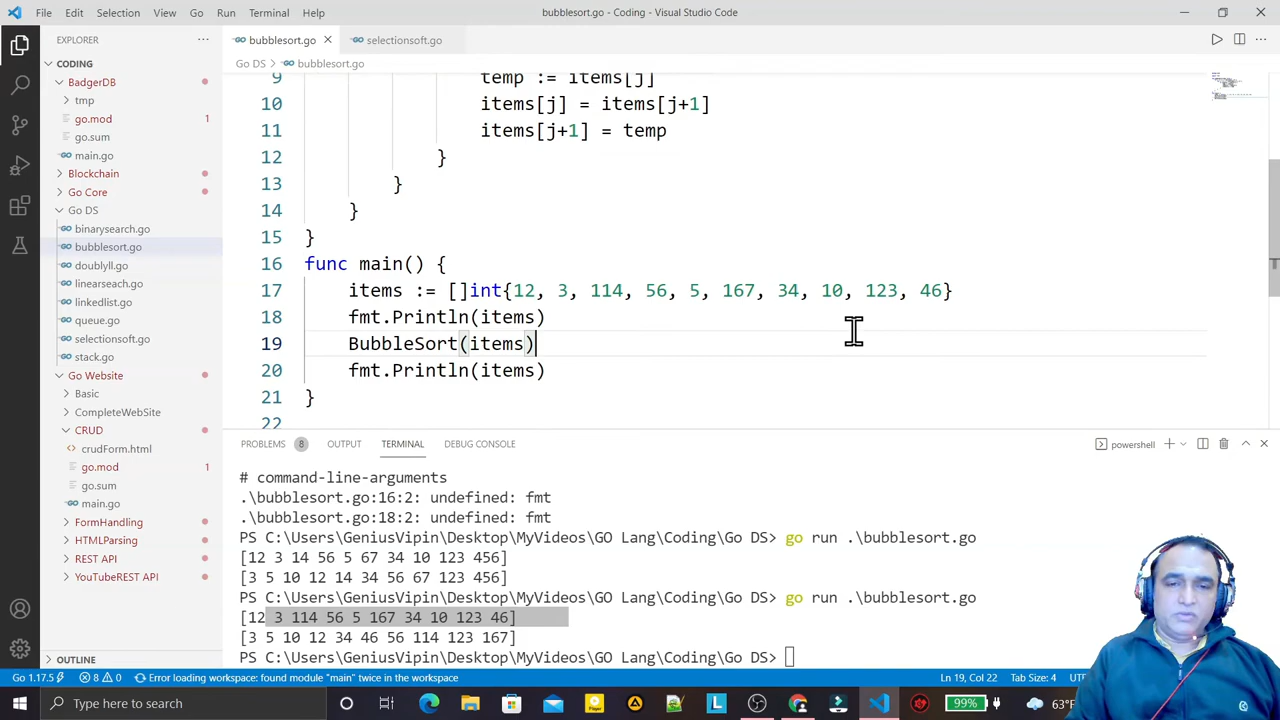 File Edit Selection View Go Run Terminal Help
bubblesort.go - Coding - Visual Studio Code
EXPLORER
CODING
BadgerDB
tmp
go.mod 1
go.sum
main.go
Blockchain
Go Core
Go DS
binarysearch.go
bubblesort.go
doublyll.go
linearseach.go
linkedlist.go
queue.go
selectionsoft.go
stack.go
Go Website
Basic
CompleteWebSite
CRUD
crudForm.html
go.mod 1
go.sum
main.go
FormHandling
HTMLParsing
REST API
YouTubeREST API
OUTLINE
bubblesort.go selectionsoft.go
Go DS > bubblesort.go
9 temp := items[j]
10 items[j] = items[j+1]
11 items[j+1] = temp
12 }
13 }
14 }
15 }
16 func main() {
17 items := []int{12, 3, 114, 56, 5, 167, 34, 10, 123, 46}
18 fmt.Println(items)
19 BubbleSort(items)
20 fmt.Println(items)
21 }
22
PROBLEMS 8 OUTPUT TERMINAL DEBUG CONSOLE powershell
# command-line-arguments
.\bubblesort.go:16:2: undefined: fmt
.\bubblesort.go:18:2: undefined: fmt
PS C:\Users\GeniusVipin\Desktop\MyVideos\GO Lang\Coding\Go DS> go run .\bubblesort.go
[12 3 14 56 5 67 34 10 123 456]
[3 5 10 12 14 34 56 67 123 456]
PS C:\Users\GeniusVipin\Desktop\MyVideos\GO Lang\Coding\Go DS> go run .\bubblesort.go
[12 3 114 56 5 167 34 10 123 46]
[3 5 10 12 34 46 56 114 123 167]
PS C:\Users\GeniusVipin\Desktop\MyVideos\GO Lang\Coding\Go DS>
Go 1.17.5 8 0 Error loading workspace: found module "main" twice in the workspace. Ln 19, Col 22 Tab Size: 4
Type here to search
99%
63°F